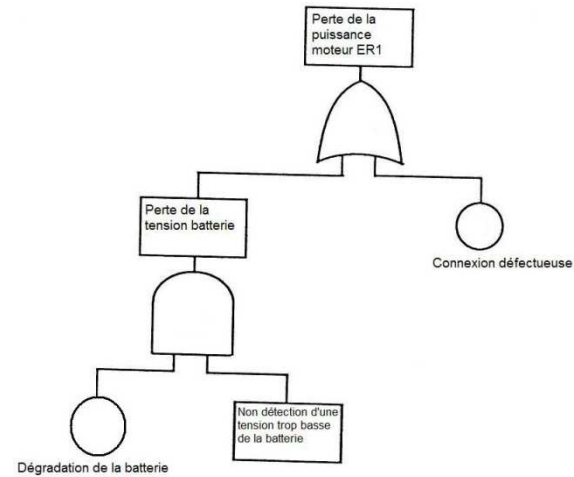 Perte de la
puissance
moteur ER1
Perte de la
tension batterie
Connexion défectueuse
Non détection d'une
tension trop basse
de la batterie
Dégradation de la batterie